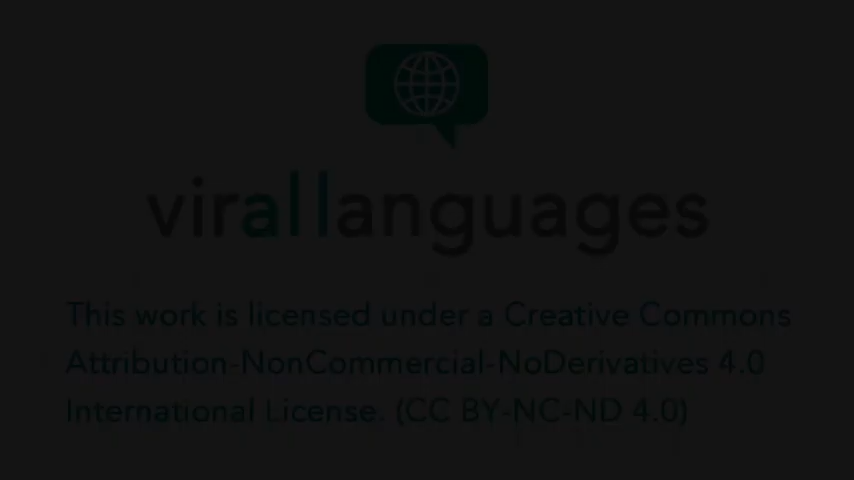 virallanguages
This work is licensed under a Creative Commons
Attribution-NonCommercial-NoDerivatives 4.0
International License. (CC BY-NC-ND 4.0)